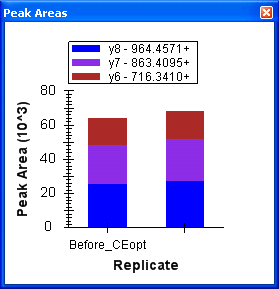 Peak Areas
y8 - 964.4571+
y7 - 863.4095+
y6 - 716.3410+
Peak Area (10^3)
80
60
40
20
0
Before_CEopt
Replicate